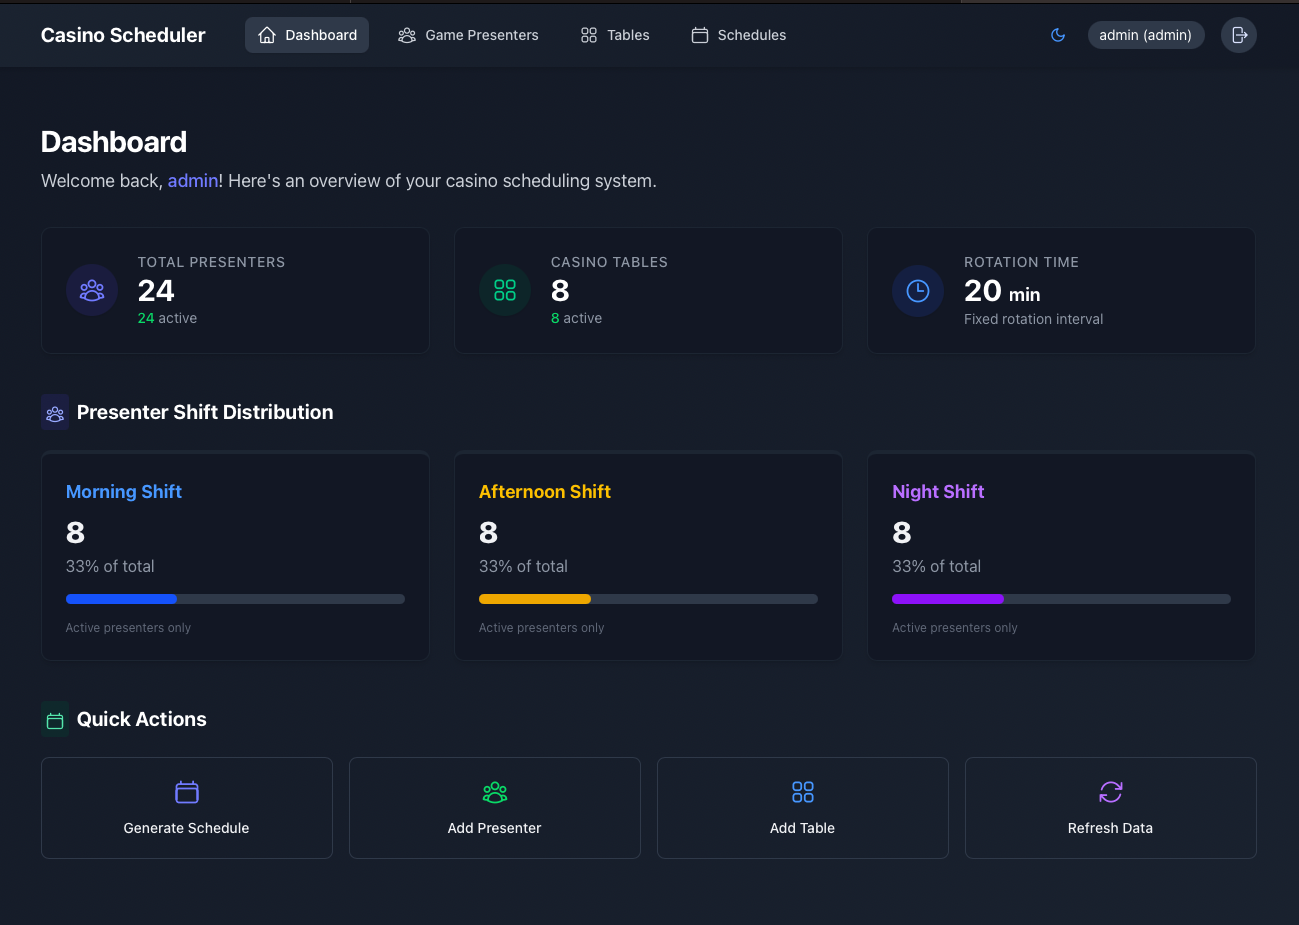 Casino Scheduler
Dashboard
Game Presenters
Tables
Schedules
admin (admin)
Dashboard
Welcome back, admin! Here's an overview of your casino scheduling system.
TOTAL PRESENTERS
24
24 active
CASINO TABLES
8
8 active
ROTATION TIME
20 min
Fixed rotation interval
Presenter Shift Distribution
Morning Shift
8
33% of total
Active presenters only
Afternoon Shift
8
33% of total
Active presenters only
Night Shift
8
33% of total
Active presenters only
Quick Actions
Generate Schedule
Add Presenter
Add Table
Refresh Data